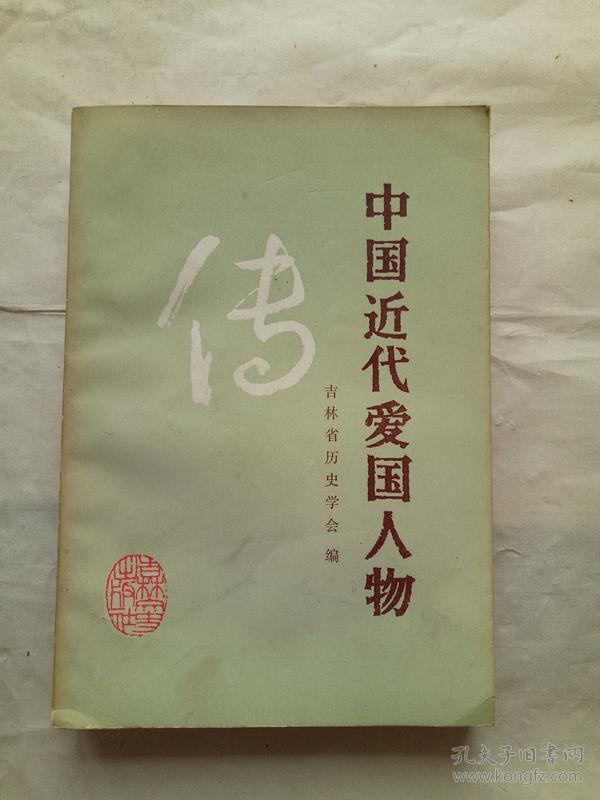 中国近代爱国人物
传
吉林省历史学会 编
孔夫子旧书网
www.kongfz.com